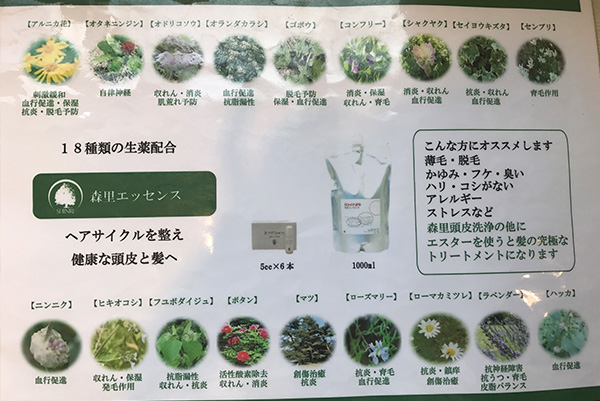 【アルニカ花】
刺激緩和
血行促進・保湿
抗炎・脱毛予防
【オタネニンジン】
自律神経
【オドリコソウ】
収れん・消炎
肌荒れ予防
【オランダカラシ】
血行促進
抗脂漏性
【ゴボウ】
脱毛予防
保湿・血行促進
【コンフリー】
消炎・保湿
収れん・育毛
【シャクヤク】
消炎・収れん
血行促進
【セイヨウキズタ】
抗炎・収れん
血行促進
【センブリ】
育毛作用
18種類の生薬配合
森里エッセンス
ヘアサイクルを整え
健康な頭皮と髪へ
5cc×6本
1000ml
こんな方にオススメします
薄毛・脱毛
かゆみ・フケ・臭い
ハリ・コシがない
アレルギー
ストレスなど
森里頭皮洗浄の他に
エスターを使うと髪の究極な
トリートメントになります
【ニンニク】
血行促進
【ヒキオコシ】
収れん・保湿
発毛作用
【フユボダイジュ】
抗脂漏性
収れん・抗炎
【ボタン】
活性酸素除去
収れん・消炎
【マツ】
創傷治癒
抗炎
【ローズマリー】
抗炎・育毛
血行促進
【ローマカミツレ】
抗炎・鎮痒
創傷治癒
【ラベンダー】
抗神経障害
抗うつ・育毛
皮脂バランス
【ハッカ】
血行促進